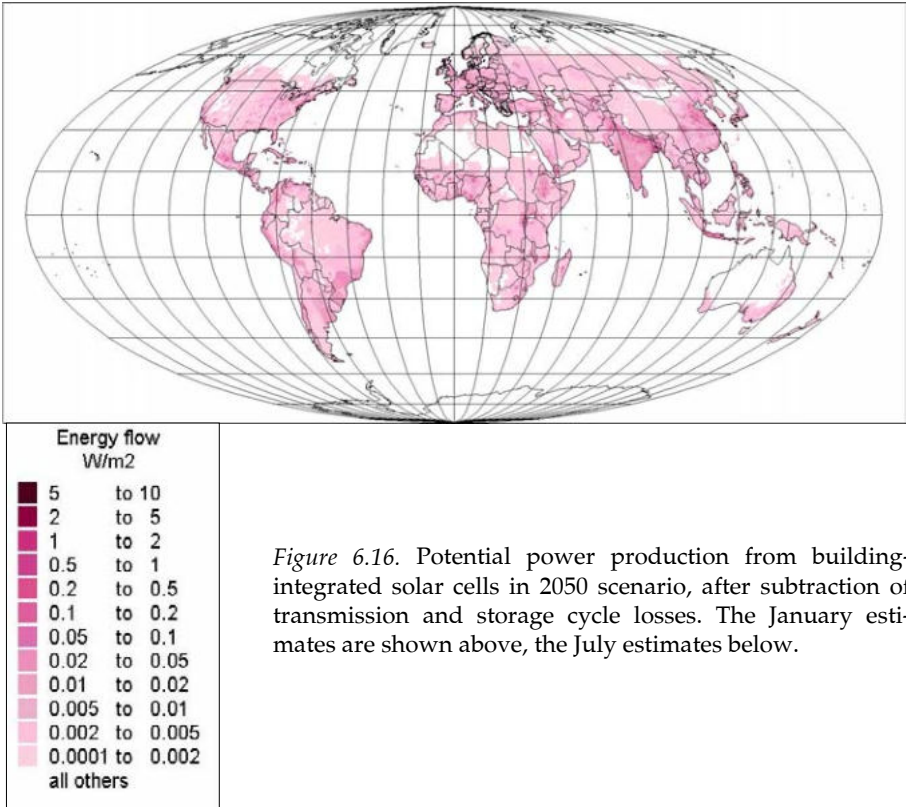 Energy flow
W/m2
5 to 10
2 to 5
1 to 2
0.5 to 1
0.2 to 0.5
0.1 to 0.2
0.05 to 0.1
0.02 to 0.05
0.01 to 0.02
0.005 to 0.01
0.002 to 0.005
0.0001 to 0.002
all others
Figure 6.16. Potential power production from building-
integrated solar cells in 2050 scenario, after subtraction of
transmission and storage cycle losses. The January esti-
mates are shown above, the July estimates below.